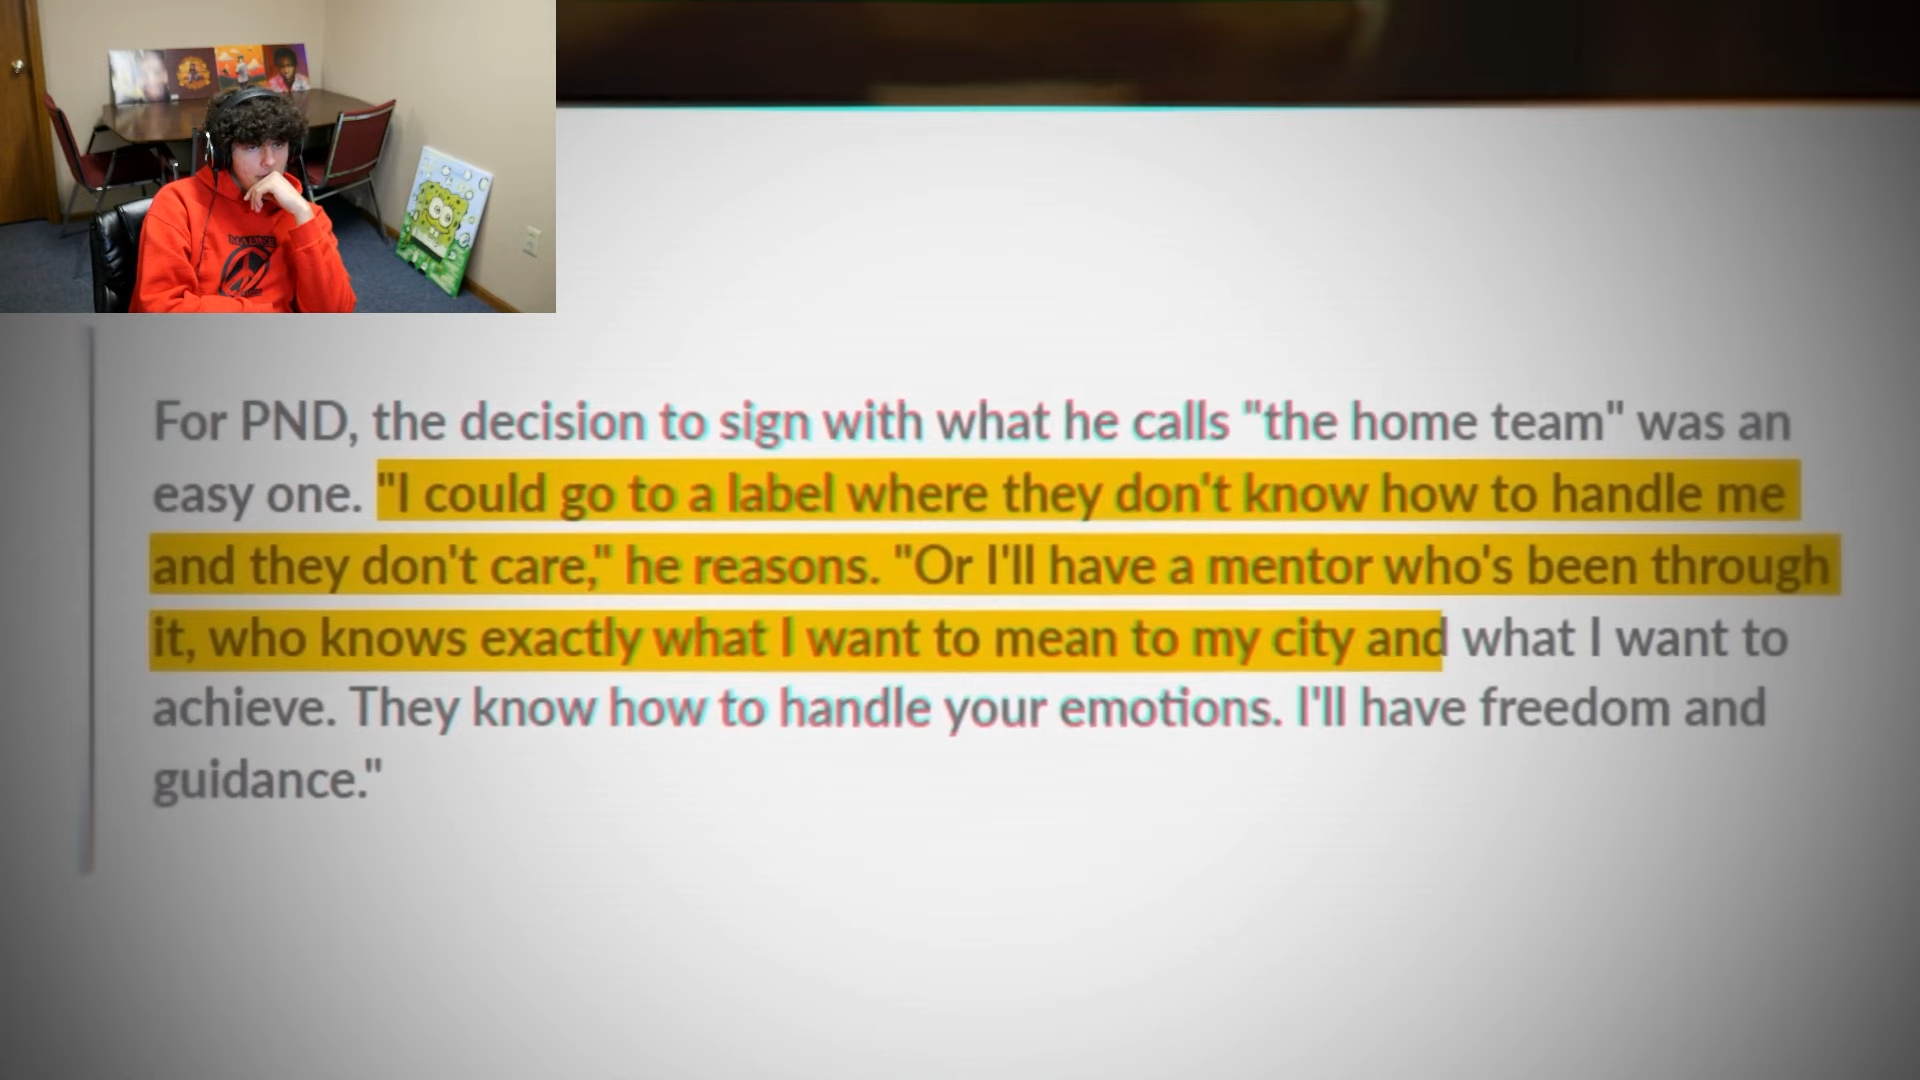 For PND, the decision to sign with what he calls "the home team" was an
easy one. "I could go to a label where they don't know how to handle me
and they don't care," he reasons. "Or I'll have a mentor who's been through
it, who knows exactly what I want to mean to my city and what I want to
achieve. They know how to handle your emotions. I'll have freedom and
guidance."